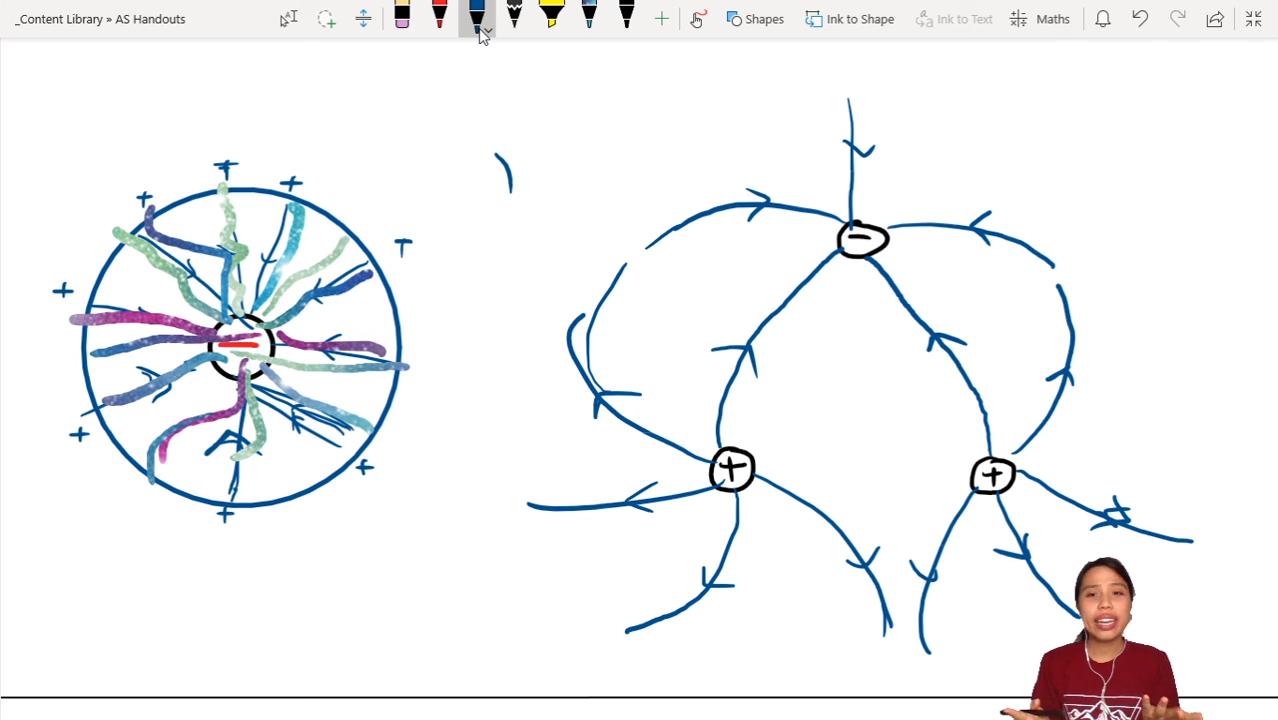 _Content Library » AS Handouts
Shapes
Ink to Shape
Ink to Text
Maths
+ + + +
+
+ + +
+
-
-
+ +